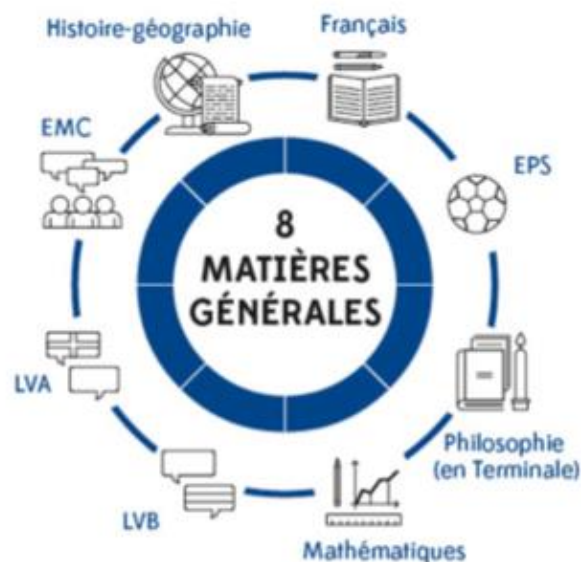 Histoire-géographie
Français
EMC
EPS
8
MATIÈRES
GÉNÉRALES
LVA
Philosophie
(en Terminale)
LVB
Mathématiques